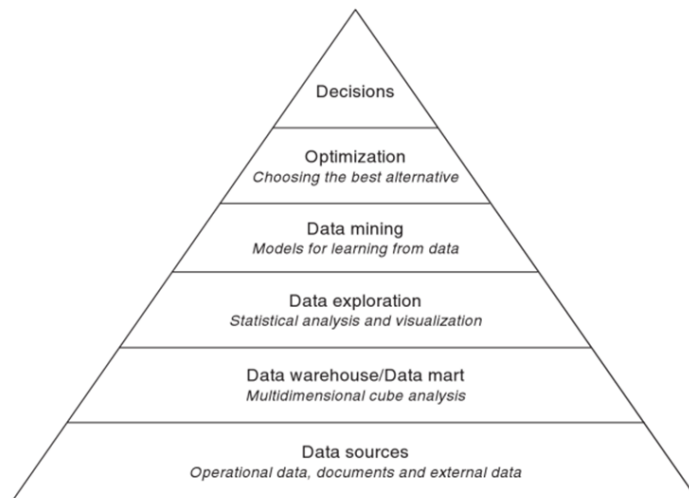 Decisions
Optimization
Choosing the best alternative
Data mining
Models for learning from data
Data exploration
Statistical analysis and visualization
Data warehouse/Data mart
Multidimensional cube analysis
Data sources
Operational data, documents and external data